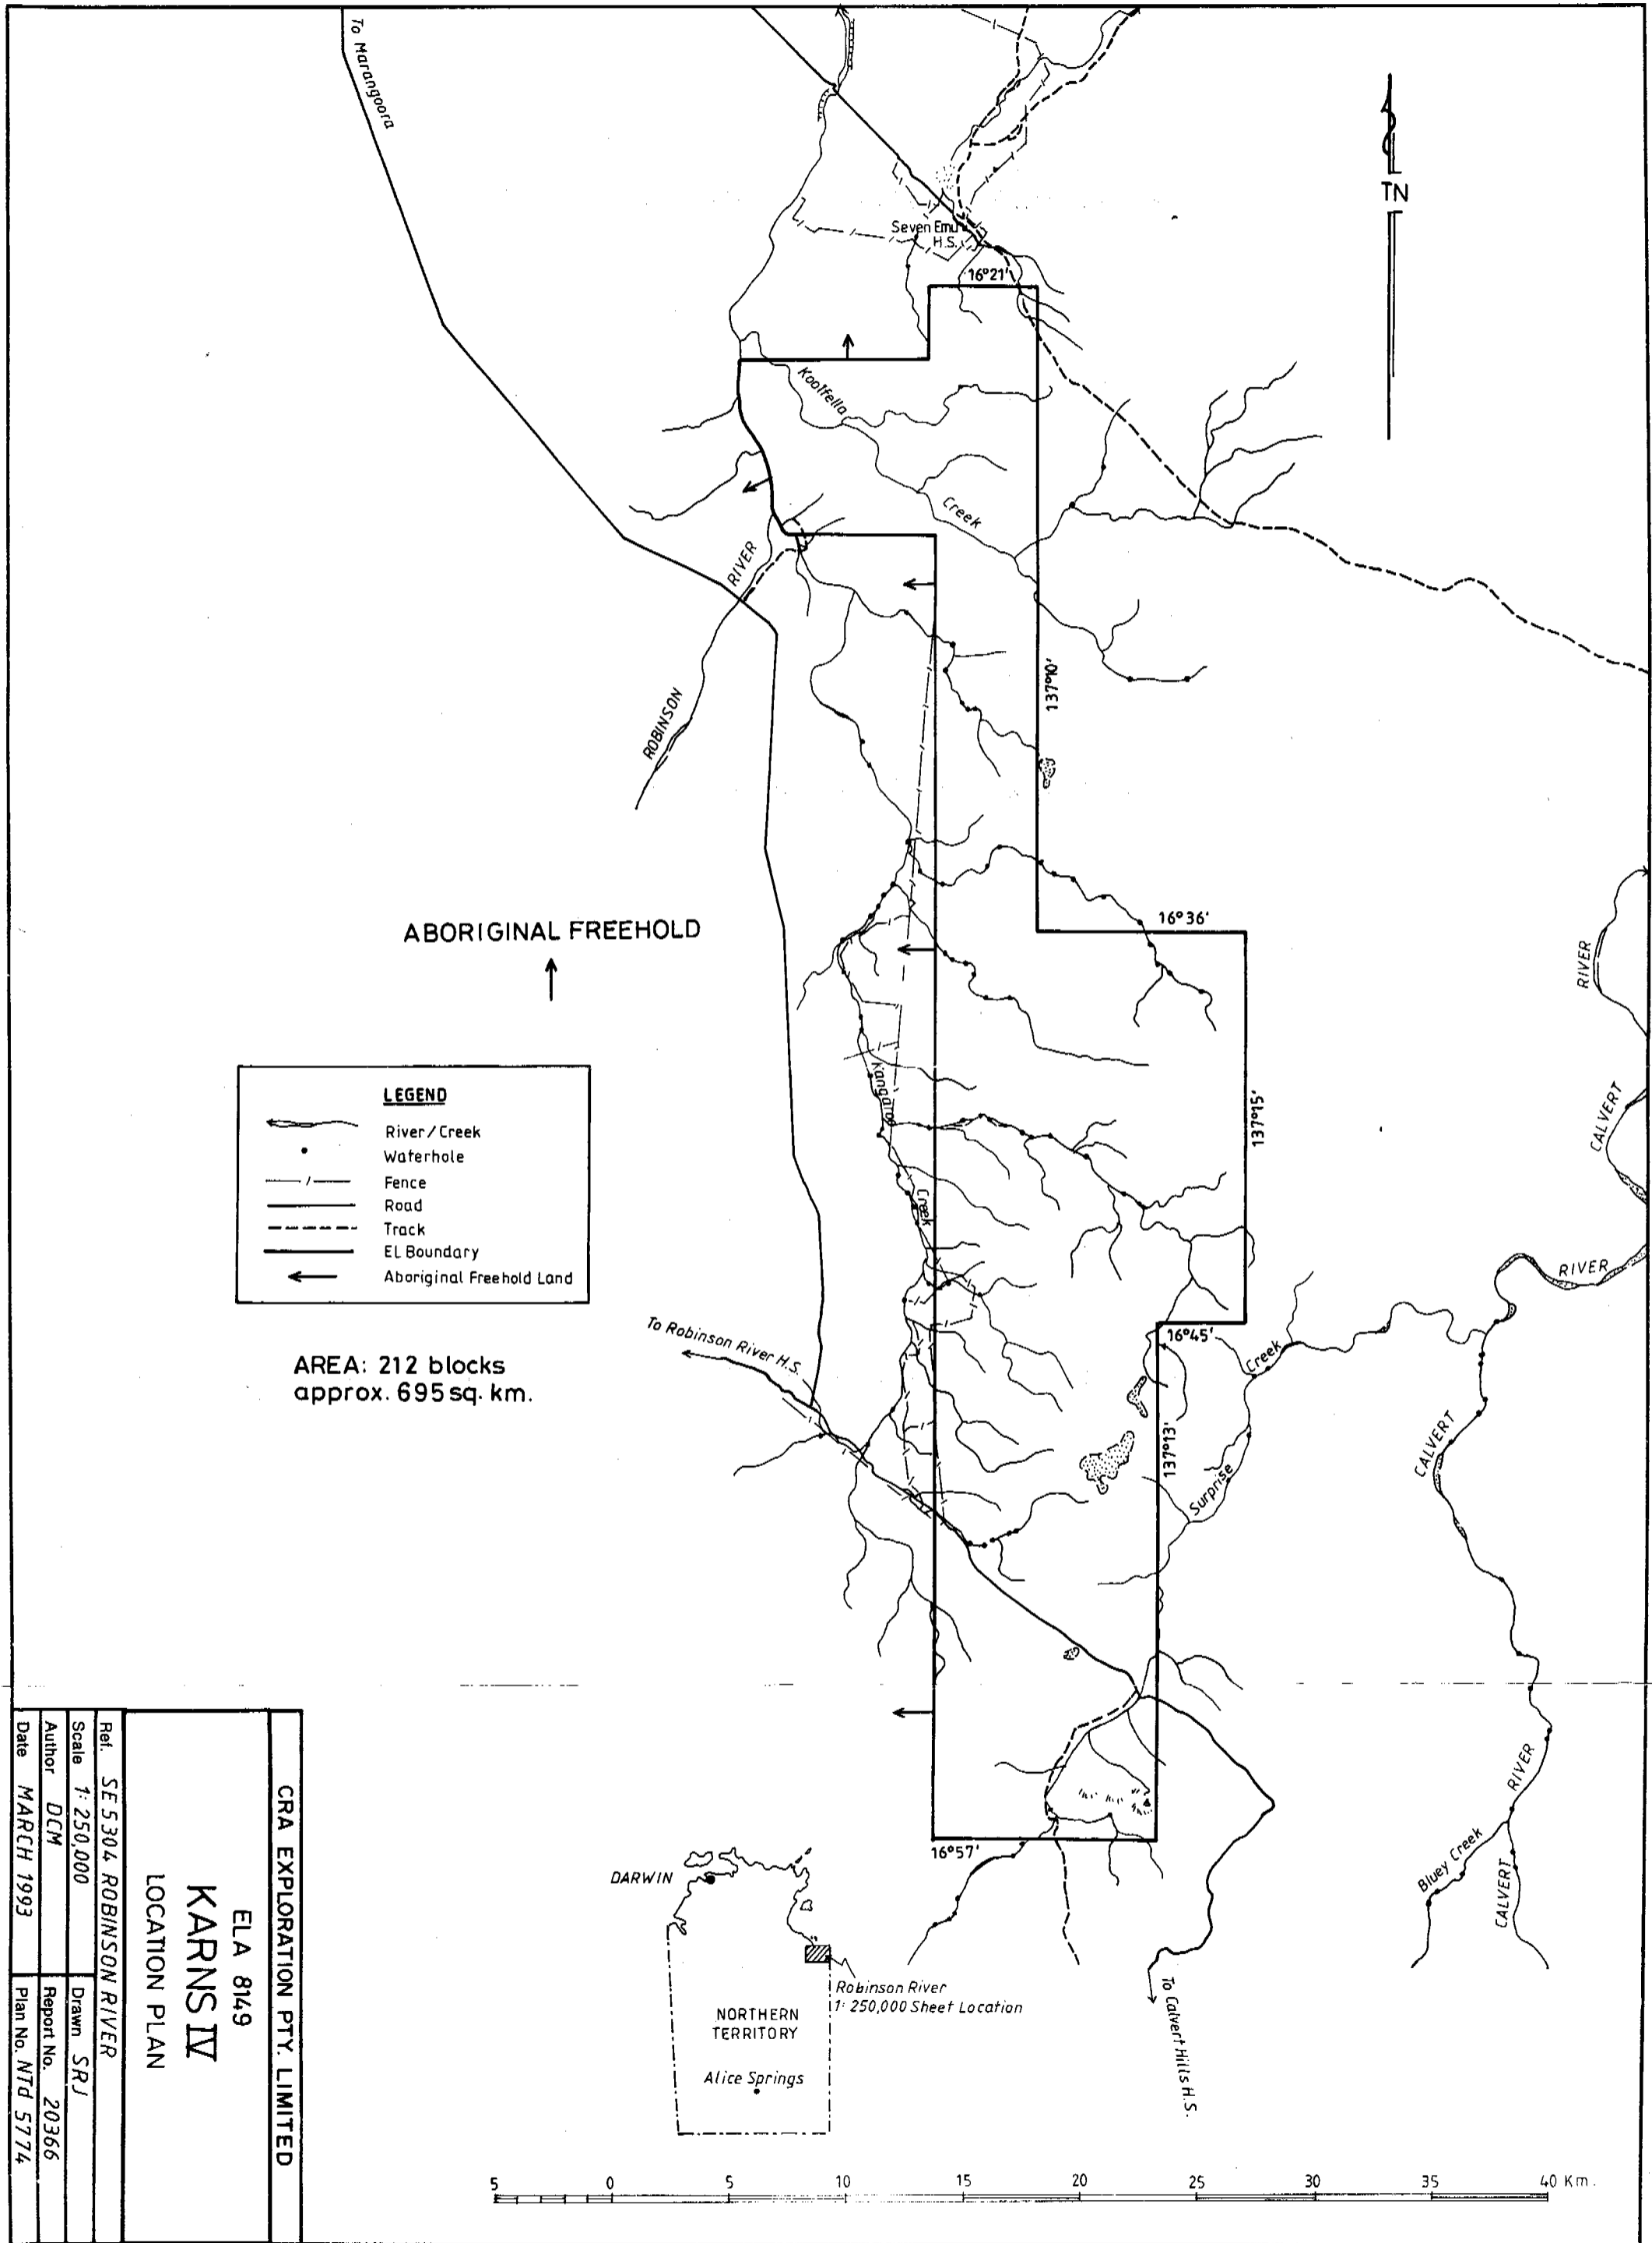 To Marangoora
TN
Seven Emu
H.S.
16°21'
Koolfella
Creek
RIVER
ROBINSON
137°10'
ABORIGINAL FREEHOLD
16°36'
RIVER
CALVERT
137°15'
LEGEND
River/Creek
Waterhole
Fence
Road
Track
EL Boundary
Aboriginal Freehold Land
Kangaroo
Creek
RIVER
To Robinson River H.S.
16°45'
Creek
AREA: 212 blocks
approx. 695 sq. km.
137°13'
Surprise
CALVERT
RIVER
Bluey Creek
CALVERT
16°57'
DARWIN
Robinson River
1:250,000 Sheet Location
NORTHERN
TERRITORY
Alice Springs
To Calvert Hills H.S.
5 0 5 10 15 20 25 30 35 40 Km.
CRA EXPLORATION PTY. LIMITED
ELA 8149
KARNS IV
LOCATION PLAN
Ref. SE 5304 ROBINSON RIVER
Scale 1:250,000 Drawn SRJ
Author DCM Report No. 20366
Date MARCH 1993 Plan No. NTd 5774